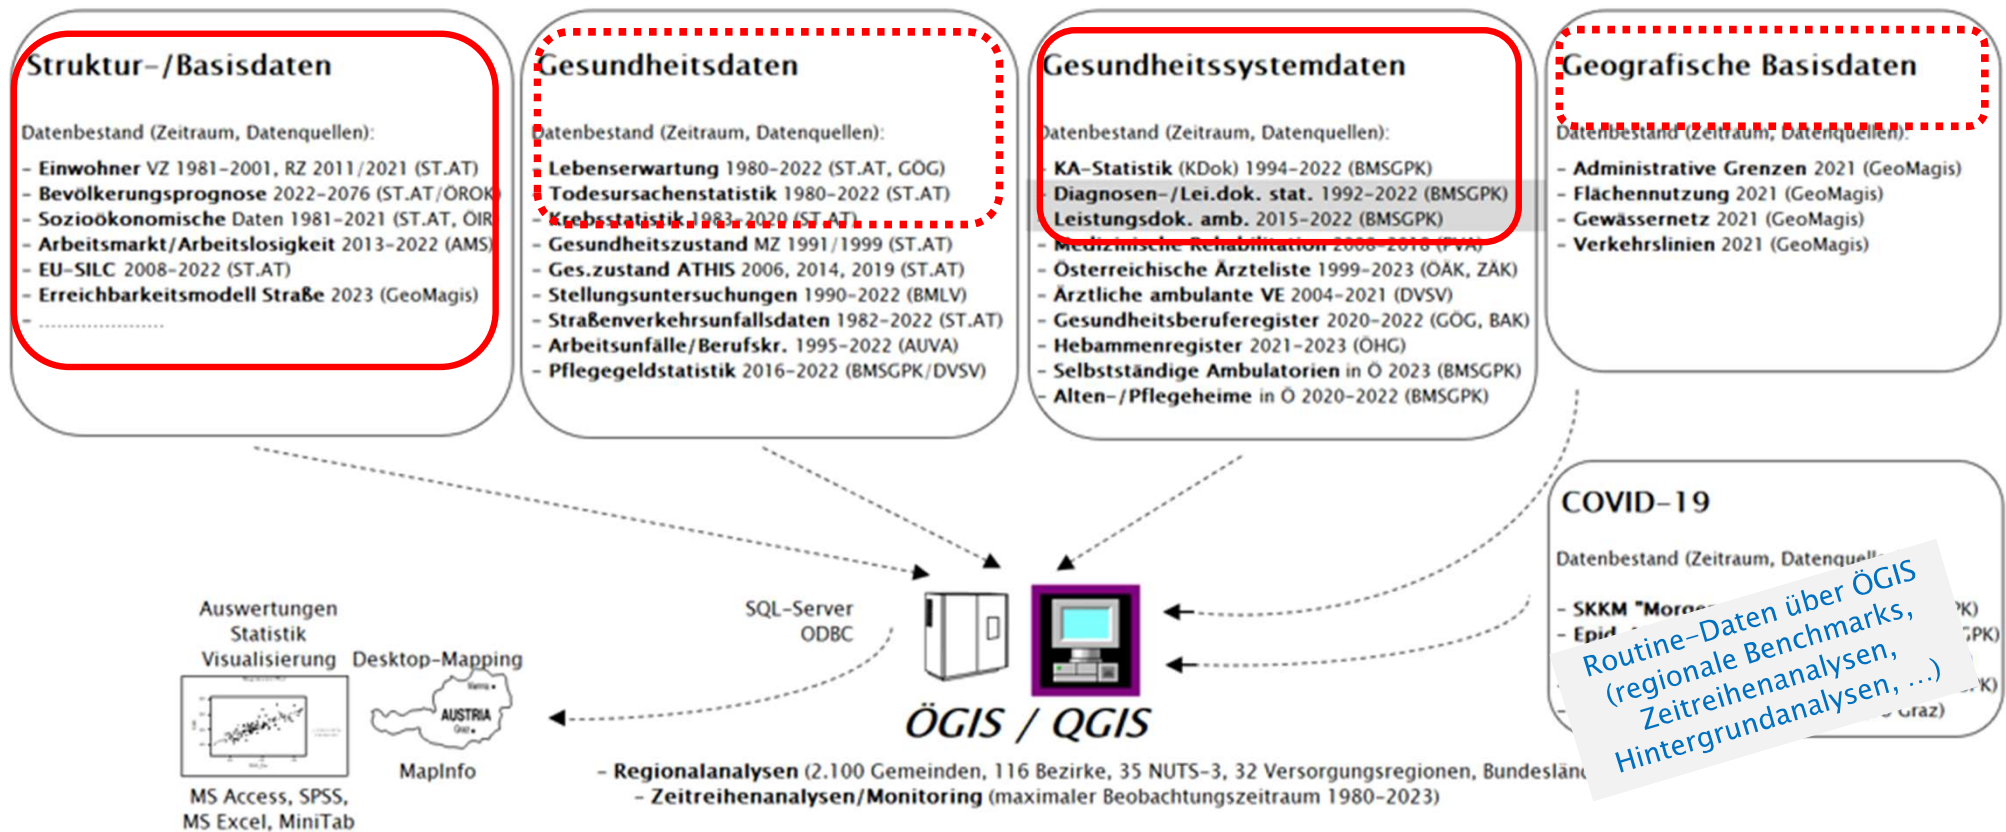 Struktur-/Basisdaten
Datenbestand (Zeitraum, Datenquellen):
- Einwohner VZ 1981-2001, RZ 2011/2021 (ST.AT)
- Bevölkerungsprognose 2022-2076 (ST.AT/ÖROK)
- Sozioökonomische Daten 1981-2021 (ST.AT, ÖIR)
- Arbeitsmarkt/Arbeitslosigkeit 2013-2022 (AMS)
- EU-SILC 2008-2022 (ST.AT)
- Erreichbarkeitsmodell Straße 2023 (GeoMagis)
- .....................
Gesundheitsdaten
Datenbestand (Zeitraum, Datenquellen):
- Lebenserwartung 1980-2022 (ST.AT, GÖG)
- Todesursachenstatistik 1980-2022 (ST.AT)
- Krebsstatistik 1983-2020 (ST.AT)
- Gesundheitszustand MZ 1991/1999 (ST.AT)
- Ges.zustand ATHIS 2006, 2014, 2019 (ST.AT)
- Stellungsuntersuchungen 1990-2022 (BMLV)
- Straßenverkehrsunfallsdaten 1982-2022 (ST.AT)
- Arbeitsunfälle/Berufskr. 1995-2022 (AUVA)
- Pflegegeldstatistik 2016-2022 (BMSGPK/DVSV)
Gesundheitssystemdaten
Datenbestand (Zeitraum, Datenquellen):
- KA-Statistik (KDok) 1994-2022 (BMSGPK)
- Diagnosen-/Lei.dok. stat. 1992-2022 (BMSGPK)
- Leistungsdok. amb. 2015-2022 (BMSGPK)
- Medizinische Rehabilitation (PVA)
- Österreichische Ärzteliste 1999-2023 (ÖÄK, ZÄK)
- Ärztliche ambulante VE 2004-2021 (DVSV)
- Gesundheitsberuferegister 2020-2022 (GÖG, BAK)
- Hebammenregister 2021-2023 (ÖHG)
- Selbstständige Ambulatorien in Ö 2023 (BMSGPK)
- Alten-/Pflegeheime in Ö 2020-2022 (BMSGPK)
Geografische Basisdaten
Datenbestand (Zeitraum, Datenquellen):
- Administrative Grenzen 2021 (GeoMagis)
- Flächennutzung 2021 (GeoMagis)
- Gewässernetz 2021 (GeoMagis)
- Verkehrslinien 2021 (GeoMagis)
COVID-19
Datenbestand (Zeitraum,
- SKKM
- Epid.
Graz)
Routine-Daten über ÖGIS
(regionale Benchmarks,
Zeitreihenanalysen,
Hintergrundanalysen, ...)
SQL-Server
ODBC
ÖGIS / QGIS
Auswertungen
Statistik
Visualisierung
Desktop-Mapping
AUSTRIA
MapInfo
MS Access, SPSS,
MS Excel, MiniTab
- Regionalanalysen (2.100 Gemeinden, 116 Bezirke, 35 NUTS-3, 32 Versorgungsregionen,
- Zeitreihenanalysen/Monitoring (maximaler Beobachtungszeitraum 1980-2023)